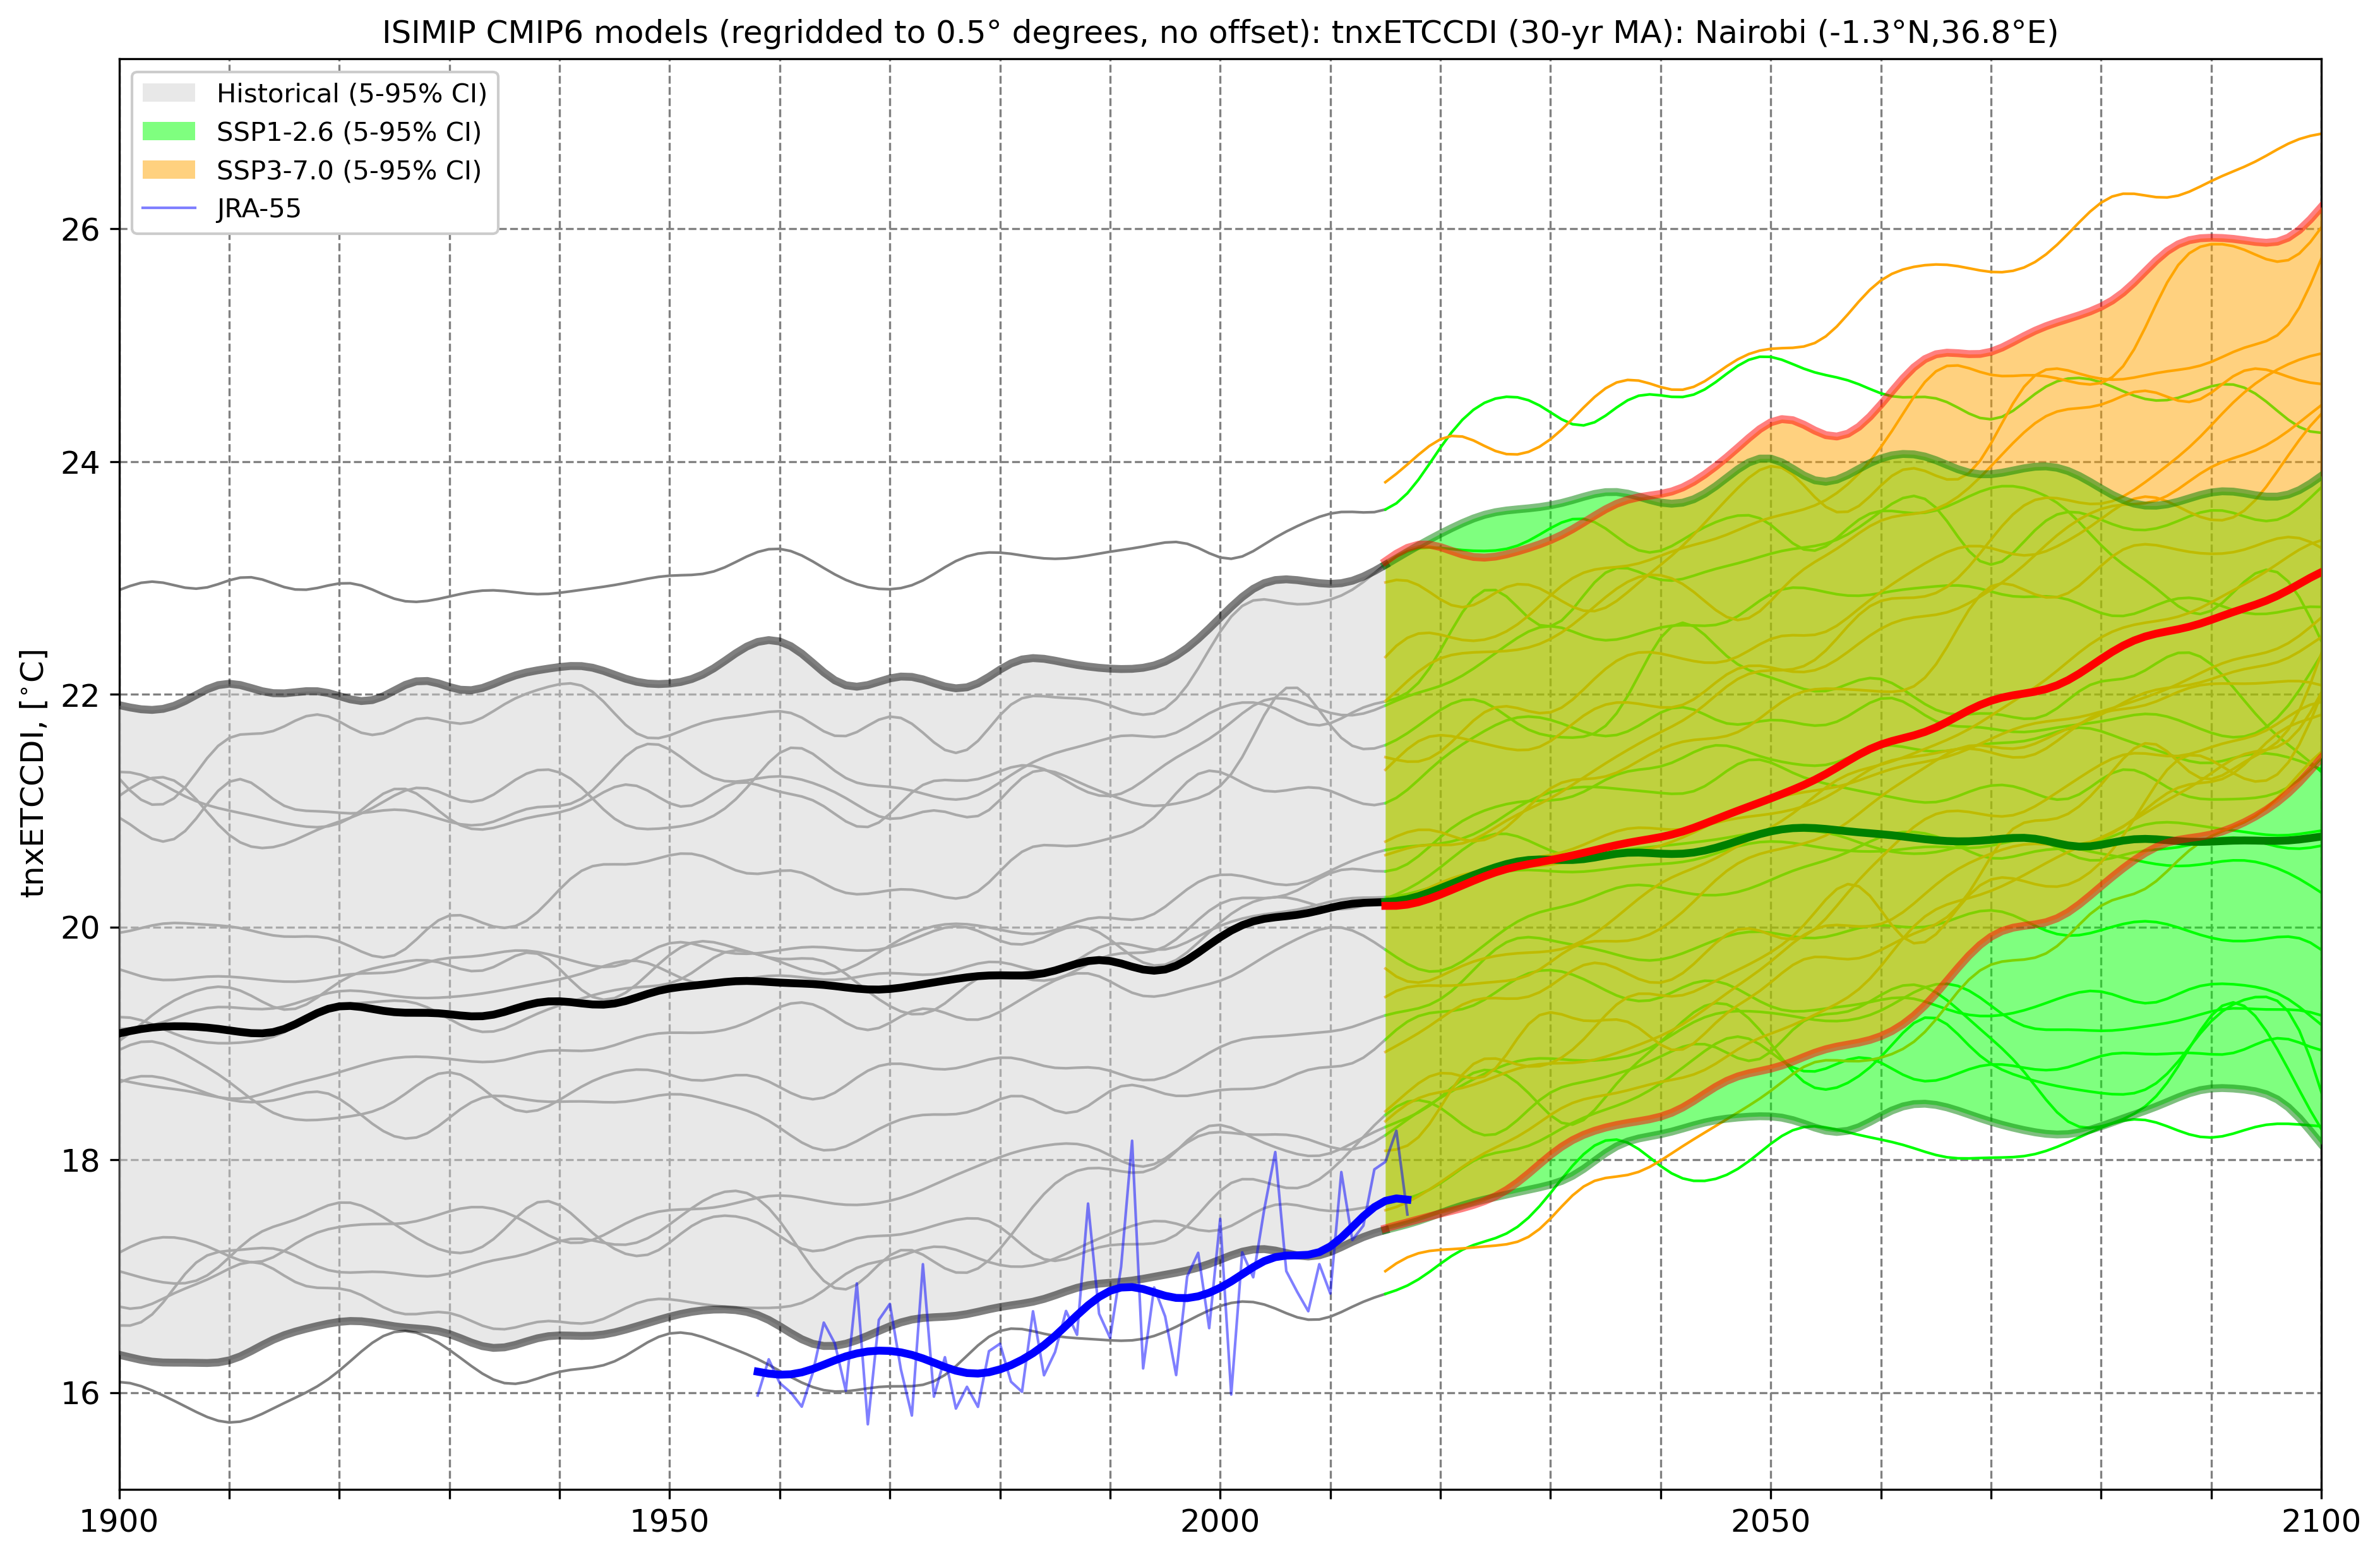 ISIMIP CMIP6 models (regridded to 0.5° degrees, no offset): tnxETCCDI (30-yr MA): Nairobi (-1.3°N,36.8°E)
Historical (5-95% CI)
SSP1-2.6 (5-95% CI)
SSP3-7.0 (5-95% CI)
JRA-55
tnxETCCDI, [°C]
26
24
22
20
18
16
1900
1950
2000
2050
2100